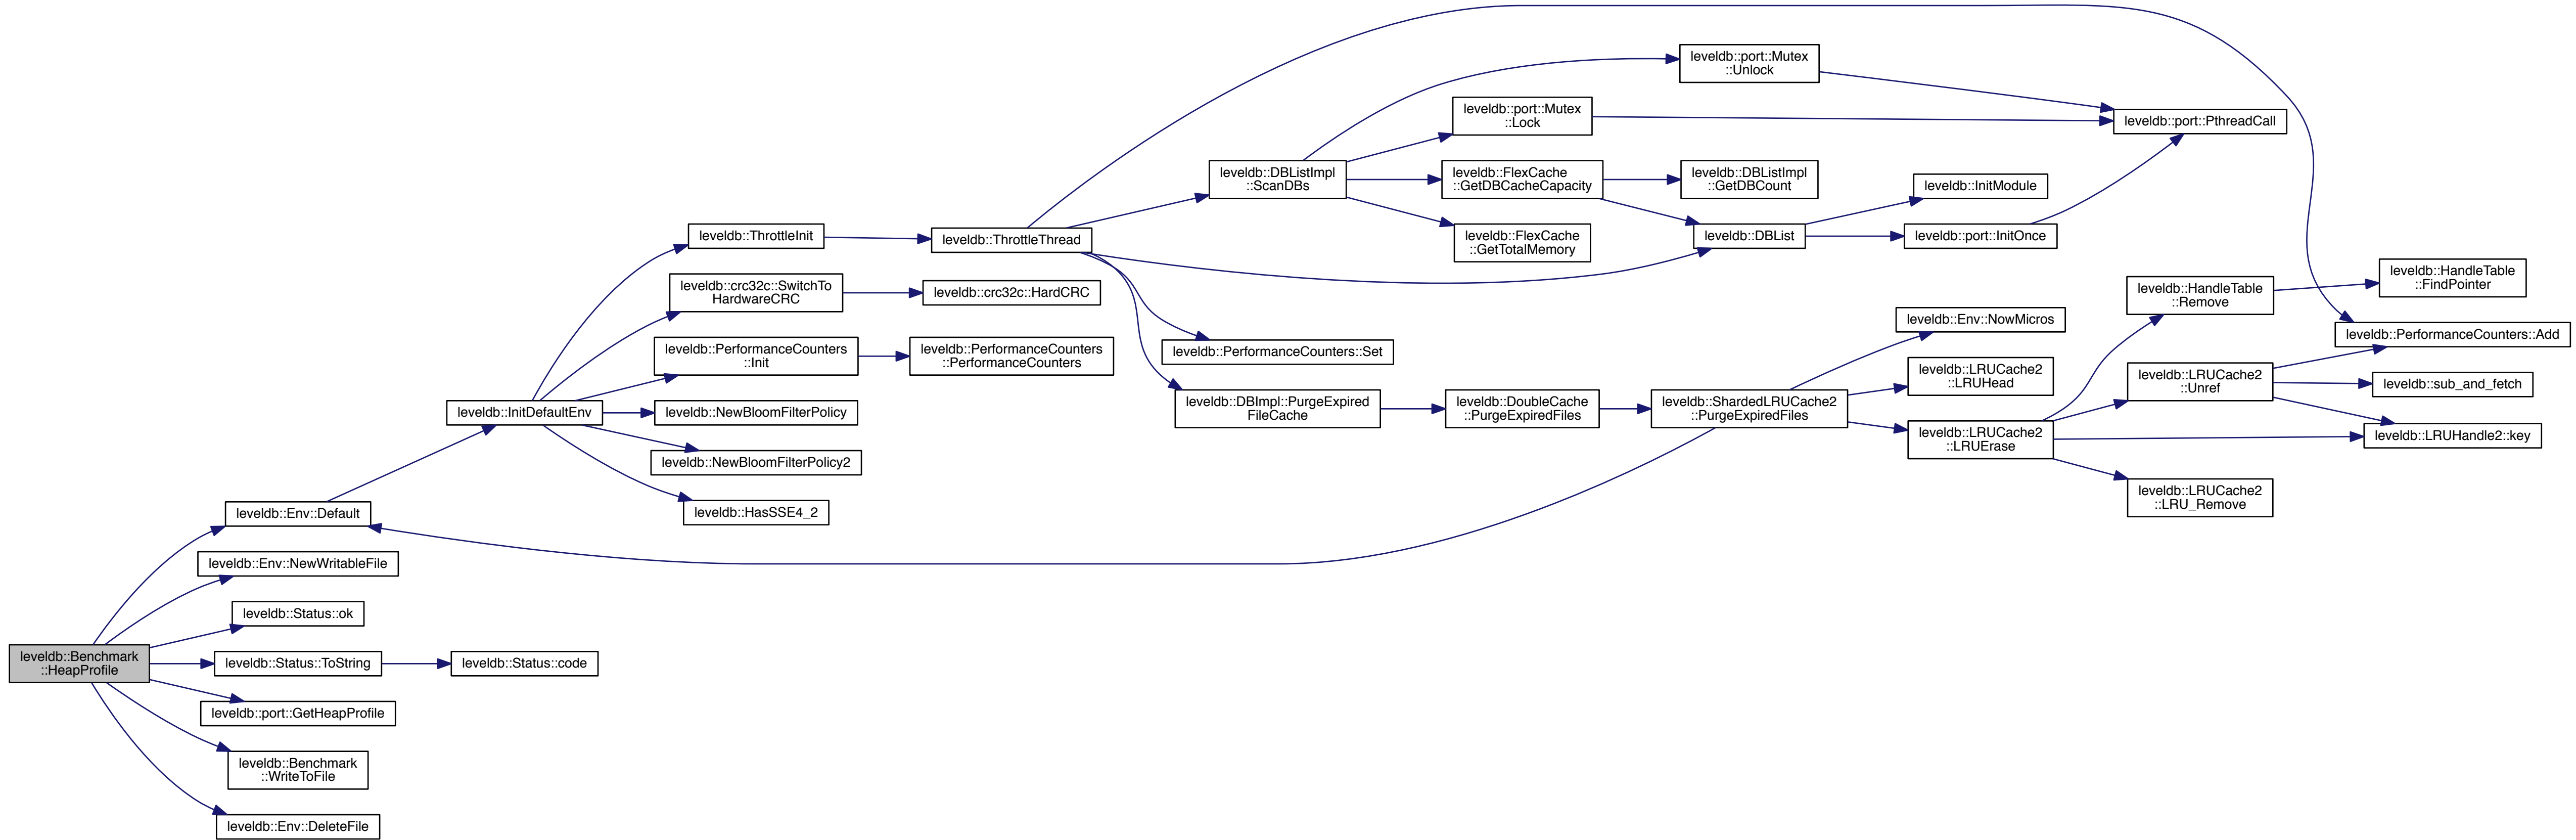 leveldb::Benchmark
::HeapProfile
leveldb::Env::Default
leveldb::Env::NewWritableFile
leveldb::Status::ok
leveldb::Status::ToString
leveldb::port::GetHeapProfile
leveldb::Benchmark
::WriteToFile
leveldb::Env::DeleteFile
leveldb::Status::code
leveldb::InitDefaultEnv
leveldb::ThrottleInit
leveldb::crc32c::SwitchTo
HardwareCRC
leveldb::PerformanceCounters
::Init
leveldb::NewBloomFilterPolicy
leveldb::NewBloomFilterPolicy2
leveldb::HasSSE4_2
leveldb::ThrottleThread
leveldb::crc32c::HardCRC
leveldb::PerformanceCounters
::PerformanceCounters
leveldb::DBListImpl
::ScanDBs
leveldb::PerformanceCounters::Set
leveldb::DBImpl::PurgeExpired
FileCache
leveldb::port::Mutex
::Lock
leveldb::FlexCache
::GetDBCacheCapacity
leveldb::FlexCache
::GetTotalMemory
leveldb::DoubleCache
::PurgeExpiredFiles
leveldb::port::Mutex
::Unlock
leveldb::DBListImpl
::GetDBCount
leveldb::DBList
leveldb::ShardedLRUCache2
::PurgeExpiredFiles
leveldb::InitModule
leveldb::port::InitOnce
leveldb::Env::NowMicros
leveldb::LRUCache2
::LRUHead
leveldb::LRUCache2
::LRUErase
leveldb::port::PthreadCall
leveldb::HandleTable
::Remove
leveldb::LRUCache2
::Unref
leveldb::LRUCache2
::LRU_Remove
leveldb::HandleTable
::FindPointer
leveldb::PerformanceCounters::Add
leveldb::sub_and_fetch
leveldb::LRUHandle2::key